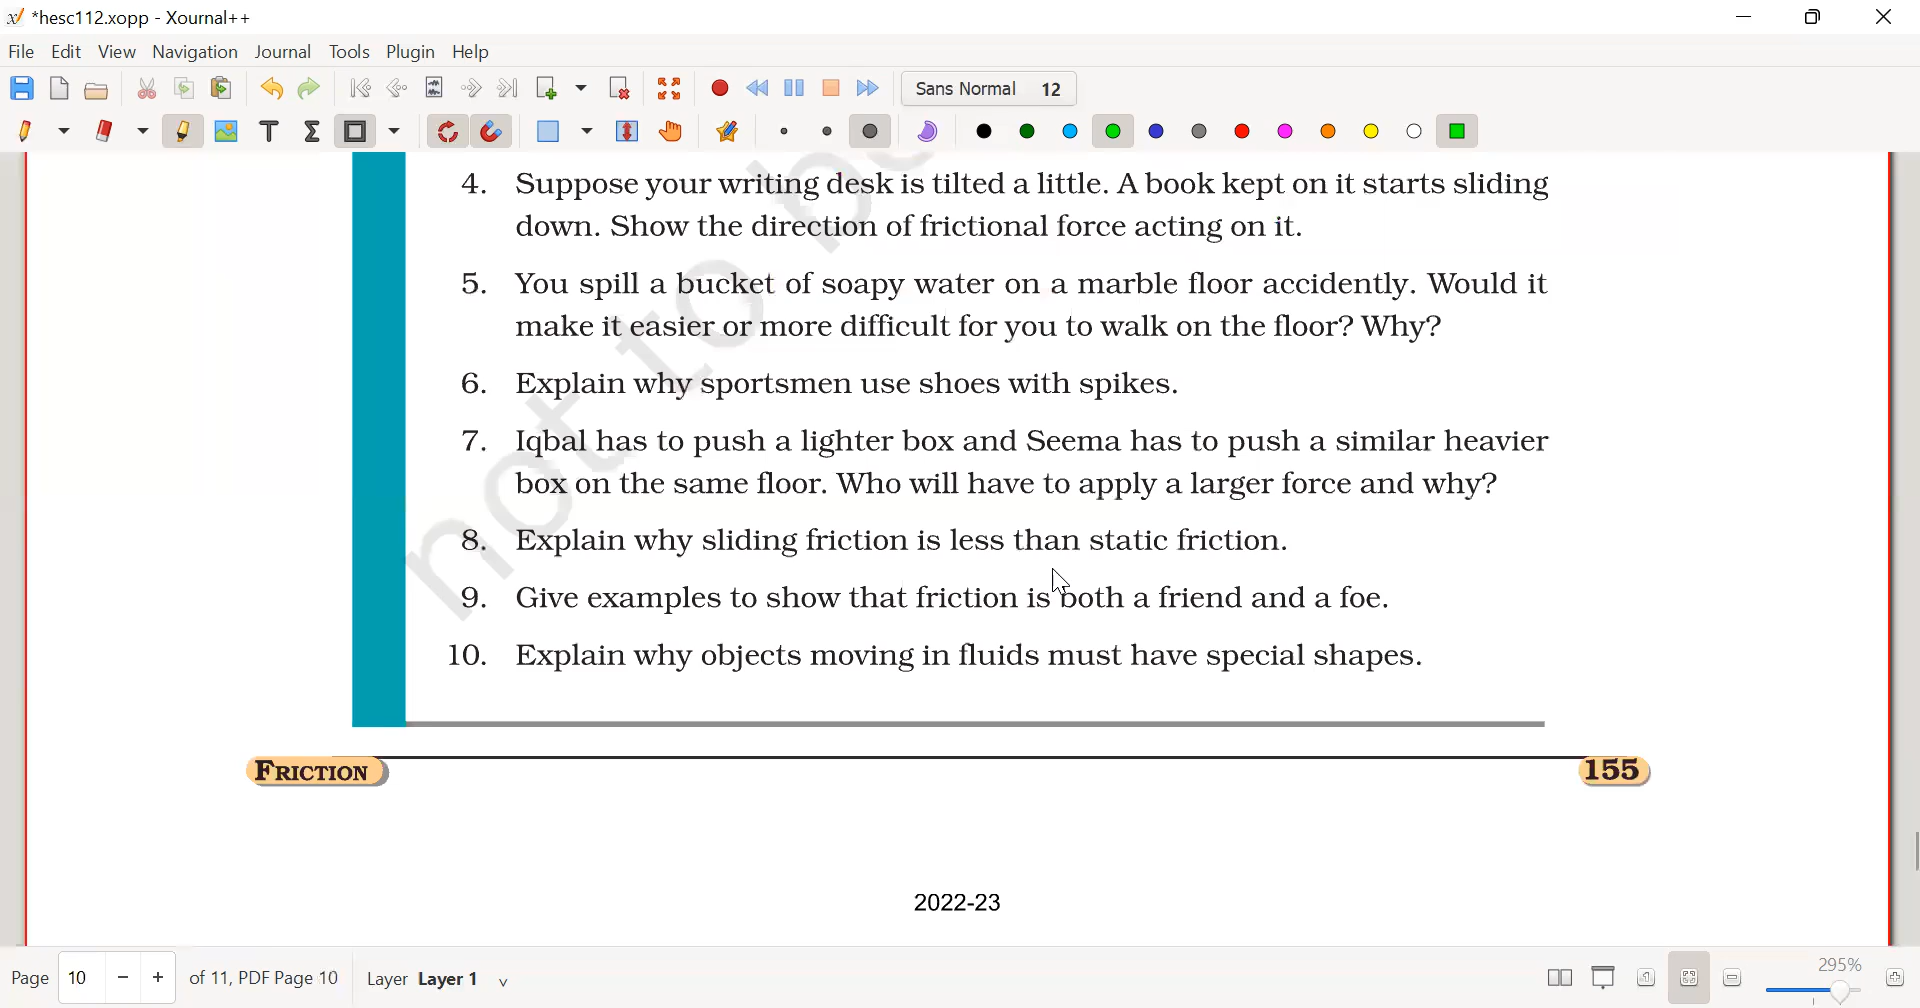 *hesc112.xopp - Xournal++
File Edit View Navigation Journal Tools Plugin Help
Sans Normal 12
4. Suppose your writing desk is tilted a little. A book kept on it starts sliding
down. Show the direction of frictional force acting on it.
5. You spill a bucket of soapy water on a marble floor accidently. Would it
make it easier or more difficult for you to walk on the floor? Why?
6. Explain why sportsmen use shoes with spikes.
7. Iqbal has to push a lighter box and Seema has to push a similar heavier
box on the same floor. Who will have to apply a larger force and why?
8. Explain why sliding friction is less than static friction.
9. Give examples to show that friction is both a friend and a foe.
10. Explain why objects moving in fluids must have special shapes.
not to be
FRICTION 155
2022-23
Page 10 − + of 11, PDF Page 10 Layer Layer 1 295%